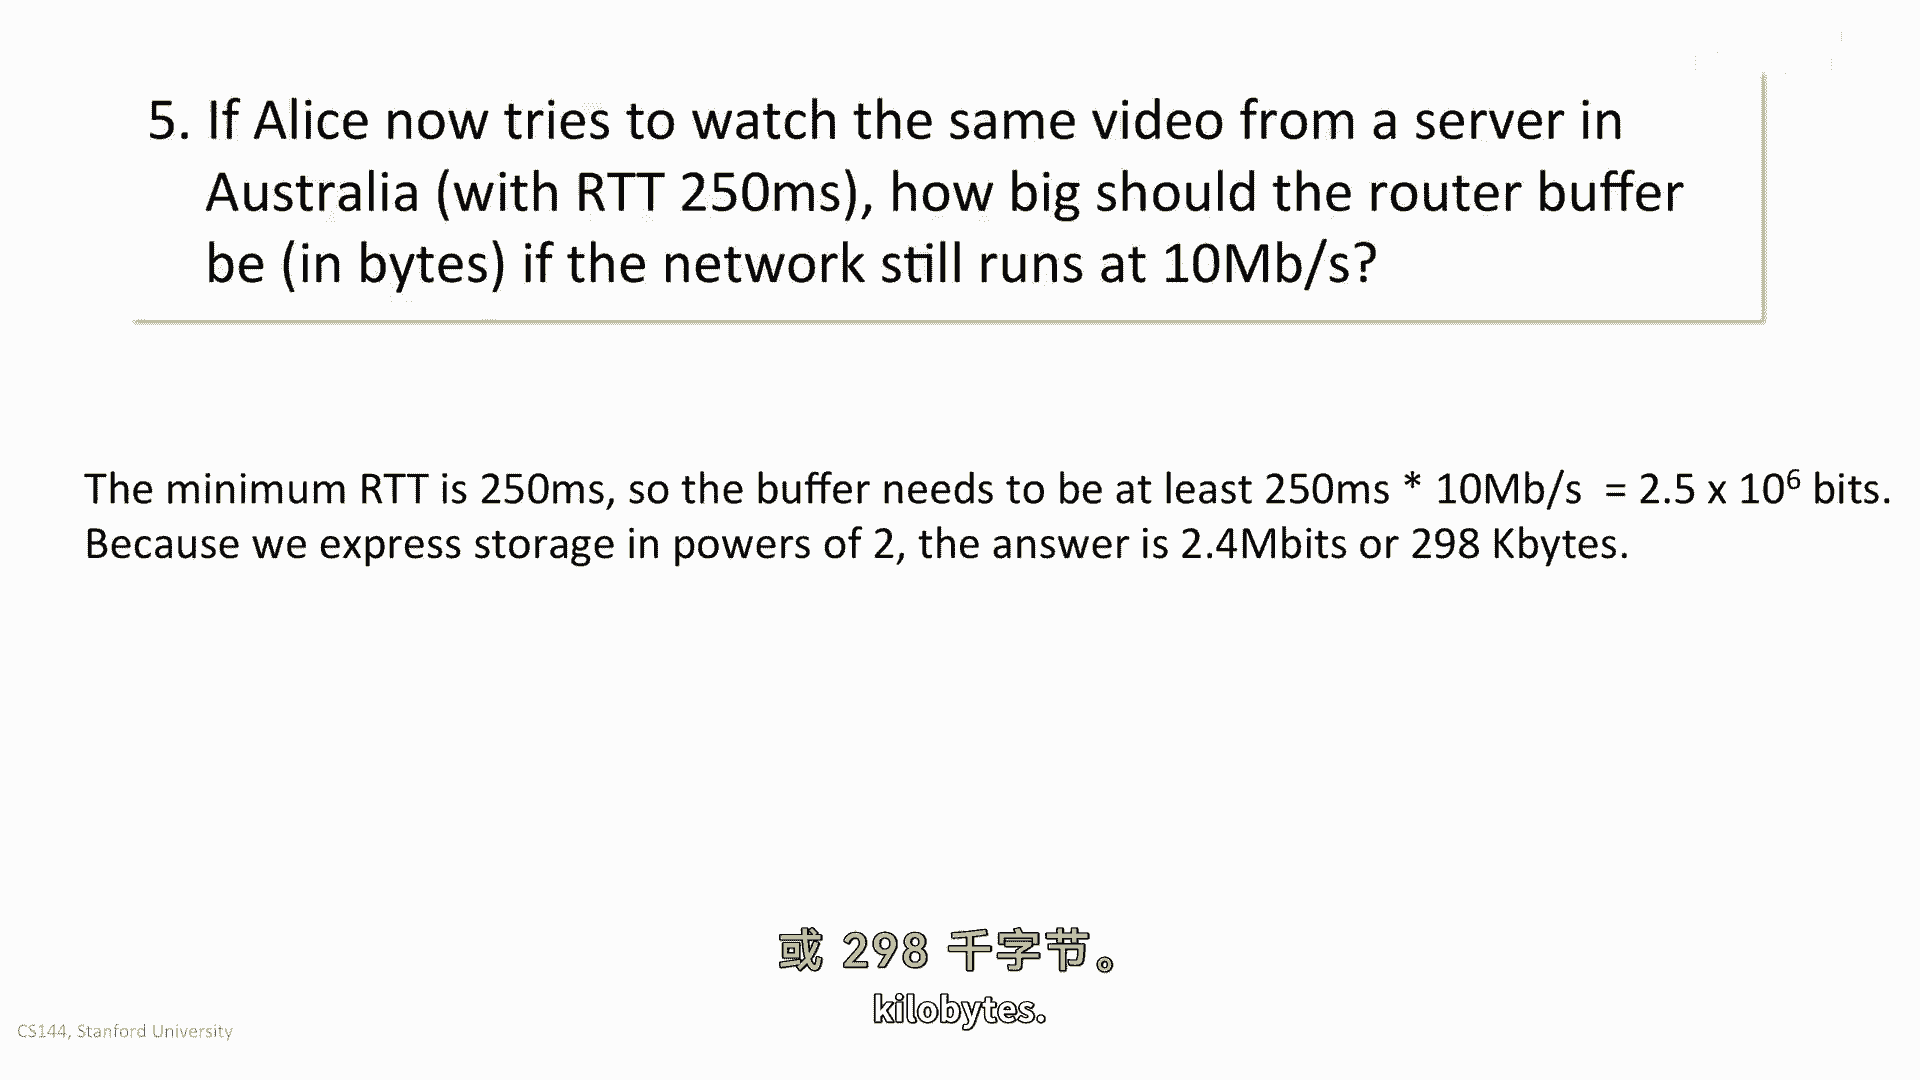 5. If Alice now tries to watch the same video from a server in
Australia (with RTT 250ms), how big should the router buffer
be (in bytes) if the network still runs at 10Mb/s?
The minimum RTT is 250ms, so the buffer needs to be at least 250ms * 10Mb/s = 2.5 x 10⁶ bits.
Because we express storage in powers of 2, the answer is 2.4Mbits or 298 Kbytes.
或 298 千字节。
kilobytes.
CS144, Stanford University